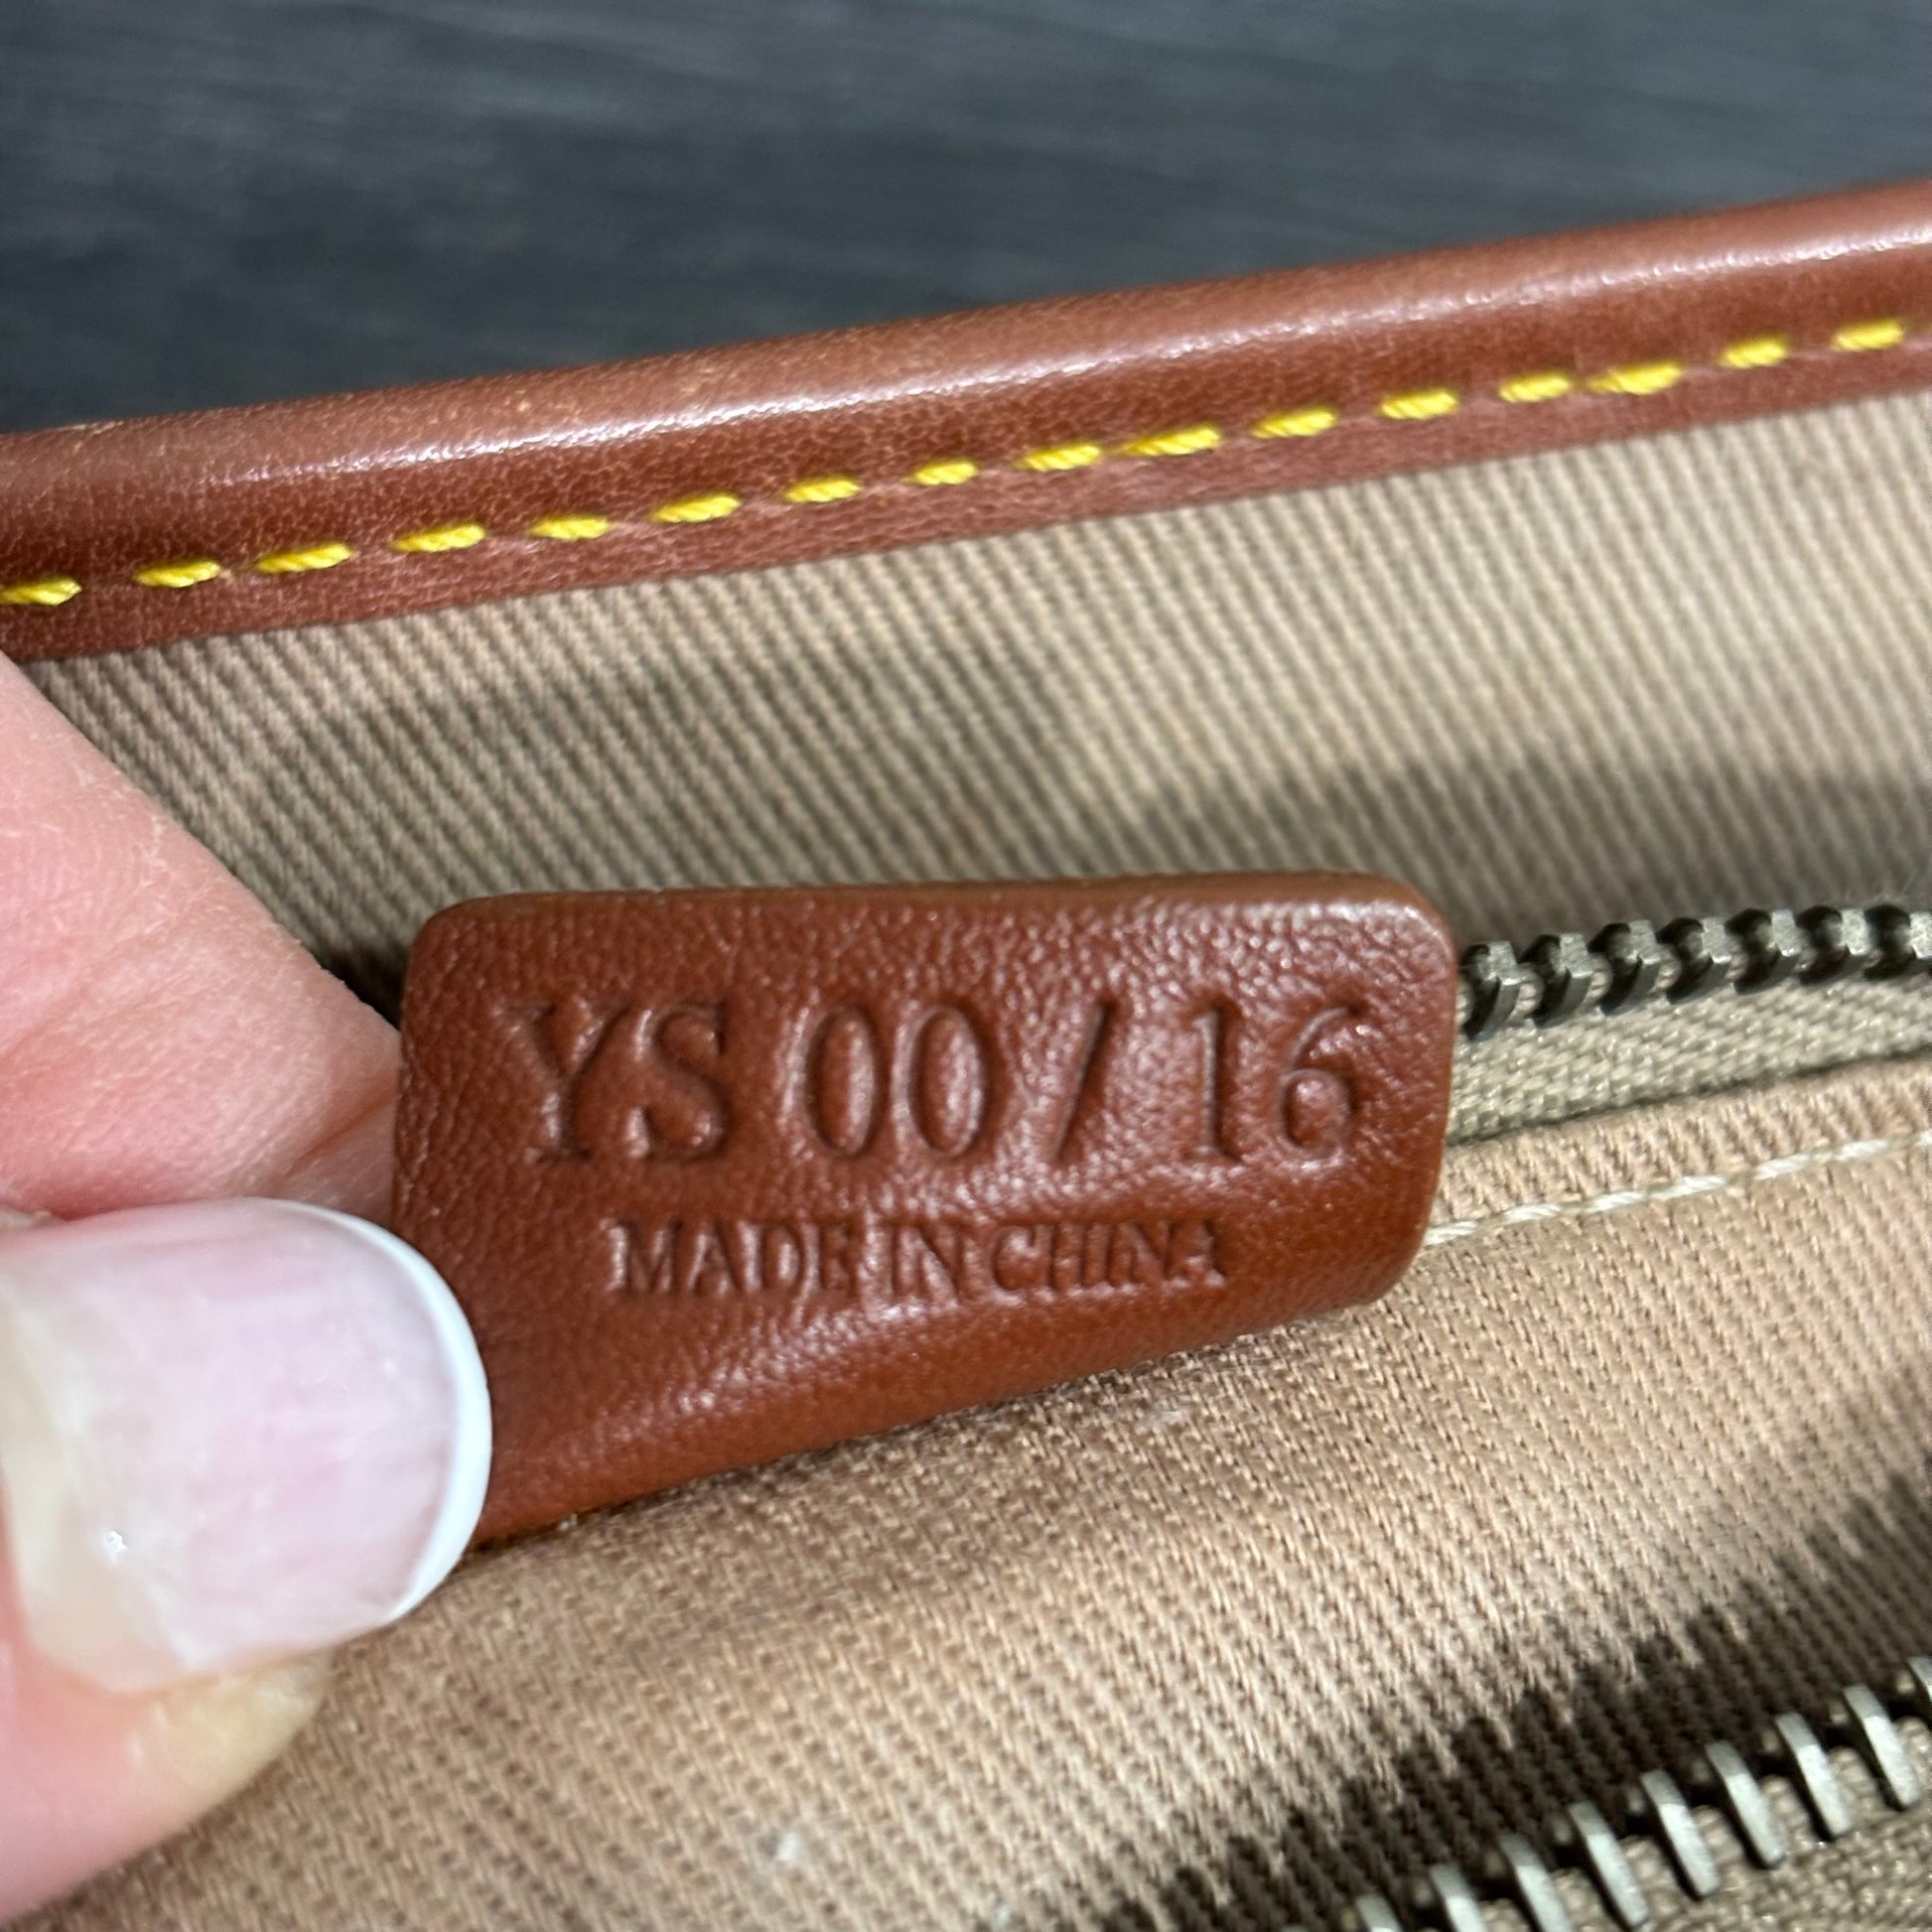 YS 00 / 16
MADE IN CHINA